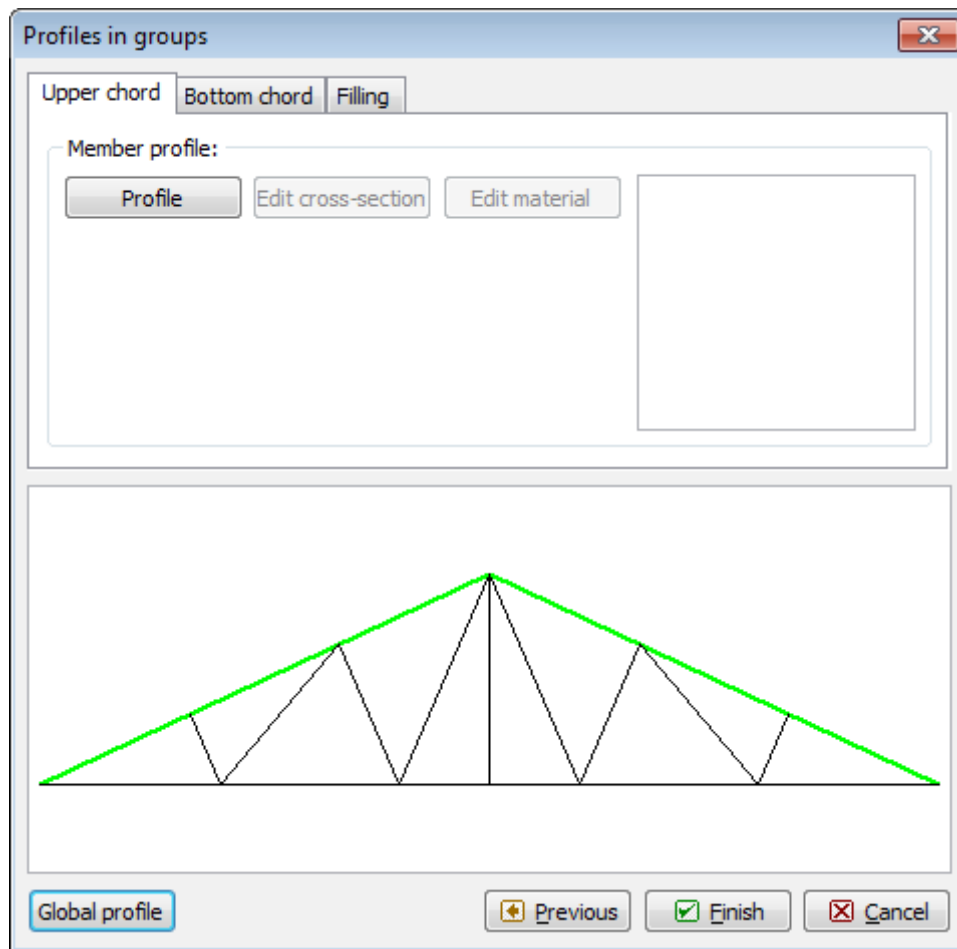 Profiles in groups
Upper chord Bottom chord Filling
Member profile:
Profile Edit cross-section Edit material
Global profile Previous Finish Cancel